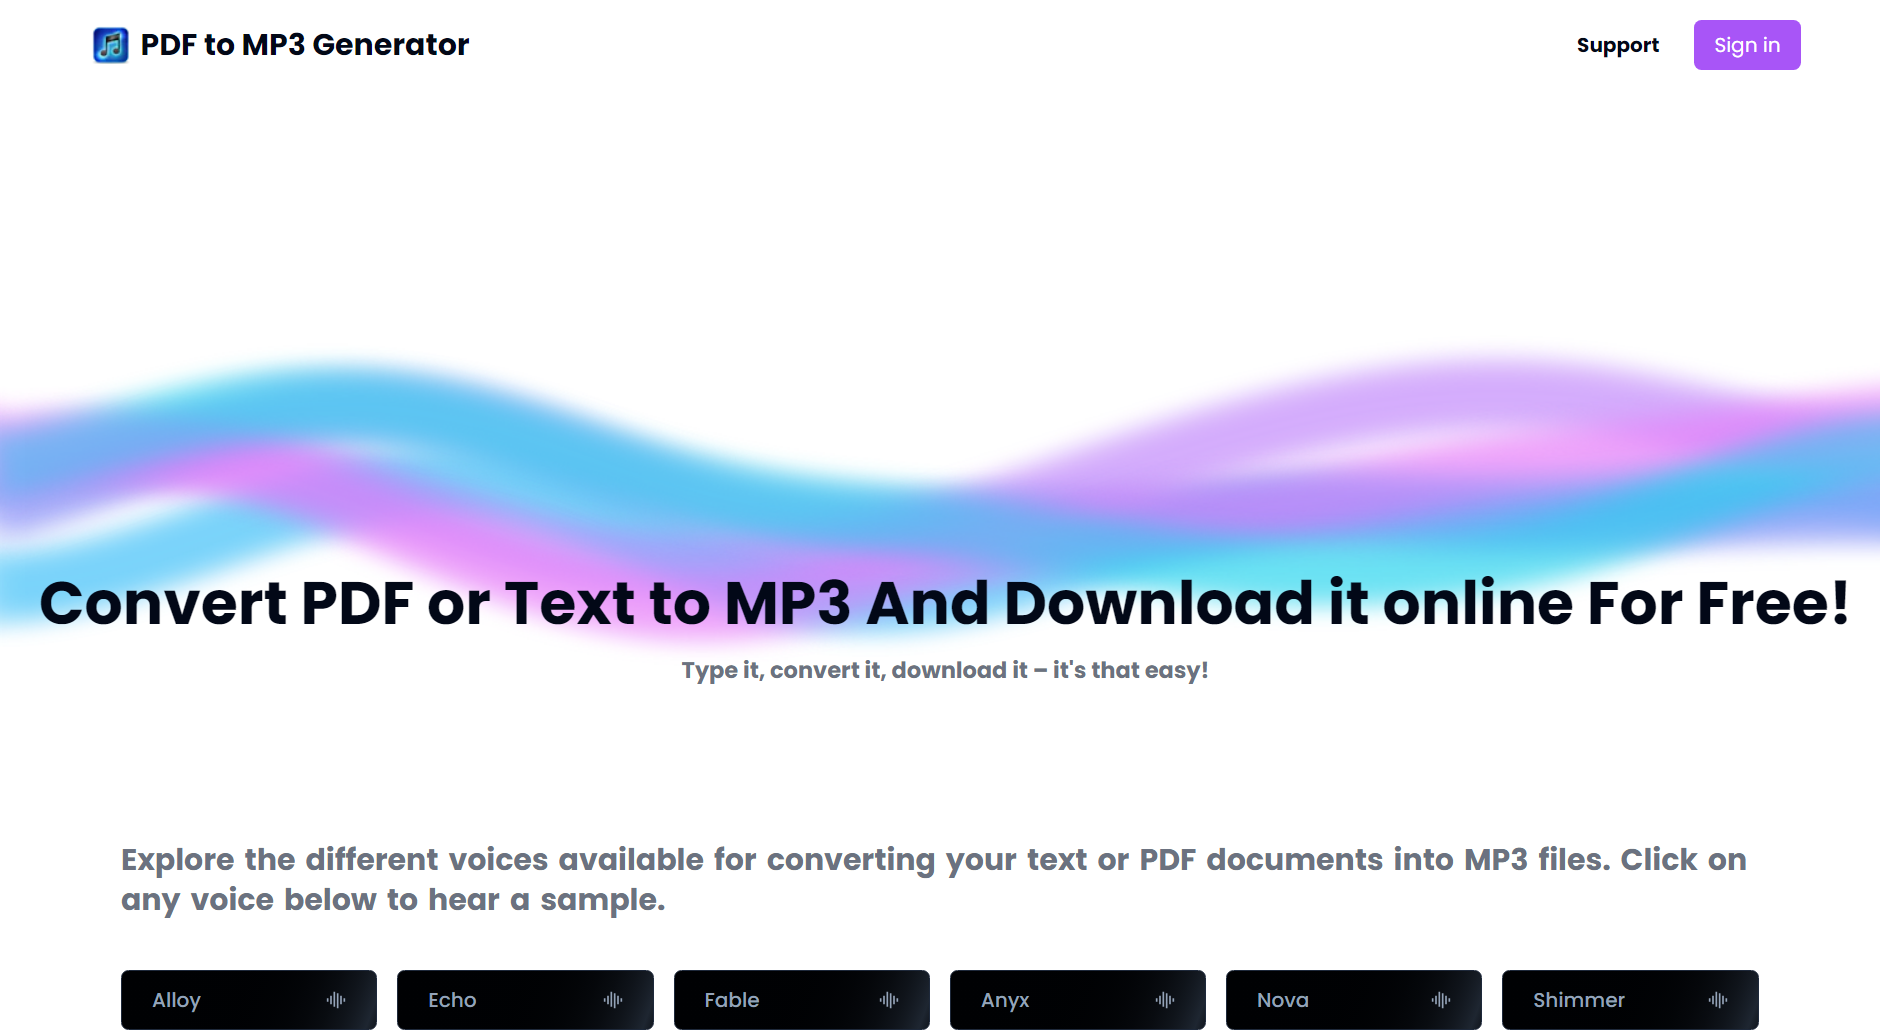 PDF to MP3 Generator
Support
Sign in
Convert PDF or Text to MP3 And Download it online For Free!
Type it, convert it, download it – it's that easy!
Explore the different voices available for converting your text or PDF documents into MP3 files. Click on
any voice below to hear a sample.
Alloy
Echo
Fable
Anyx
Nova
Shimmer